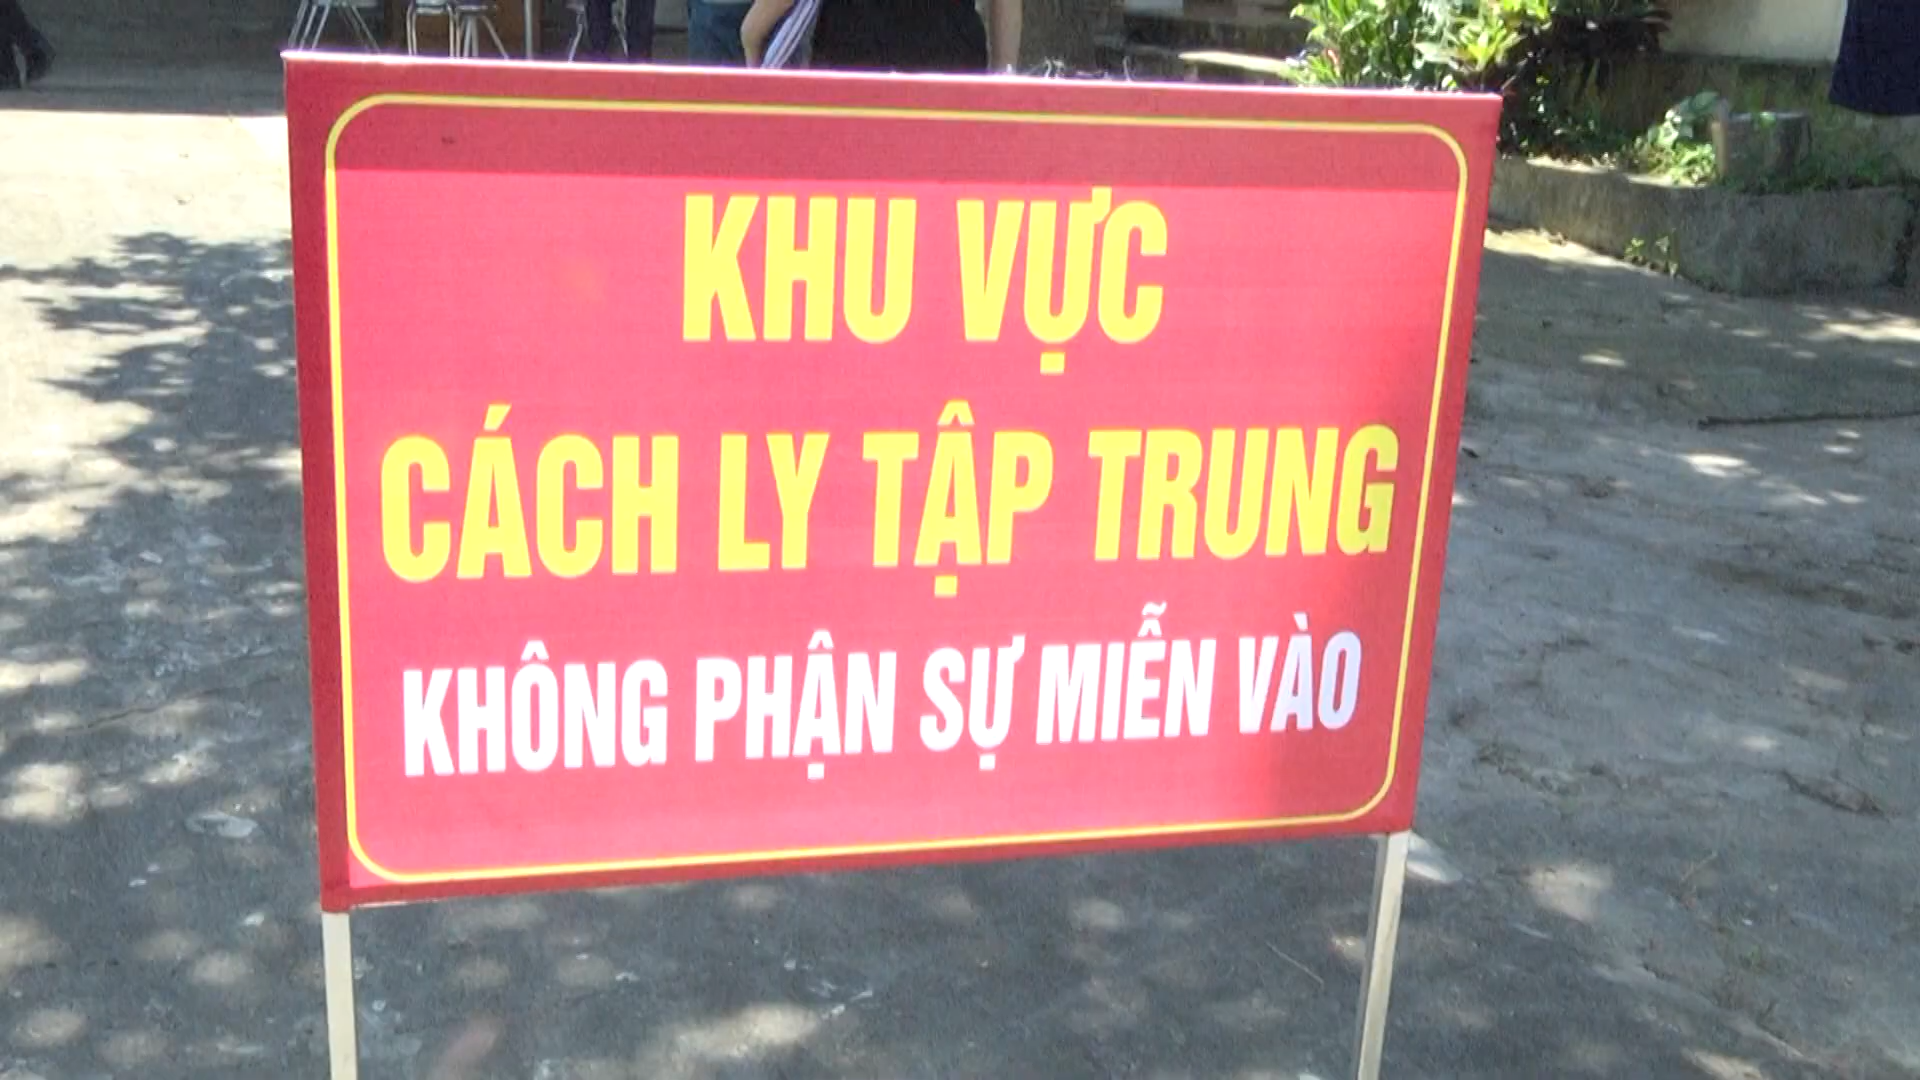 KHU VỰC
CÁCH LY TẬP TRUNG
KHÔNG PHẬN SỰ MIỄN VÀO